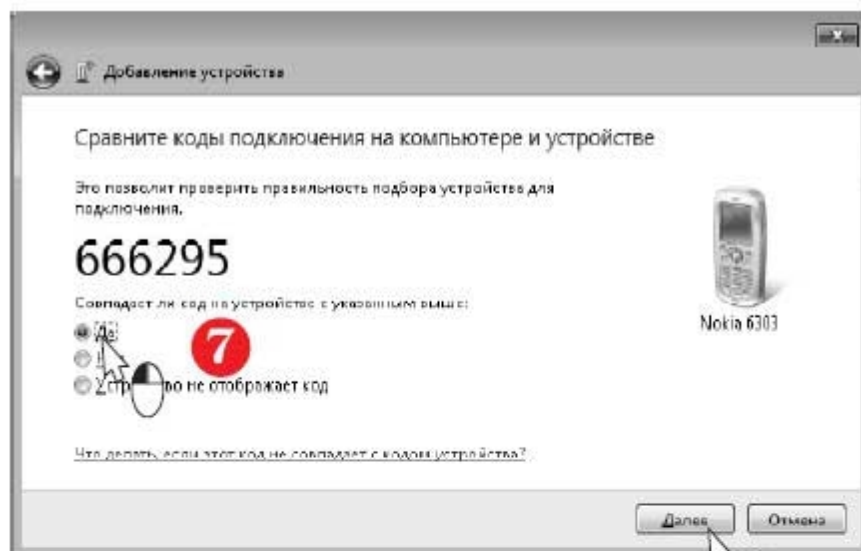 Добавление устройства
Сравните коды подключения на компьютере и устройстве
Это позволит проверить правильность подбора устройства для
подключения.
666295
Совпадает ли код на устройстве с указанным выше:
Да
7
не отображает код
Nokia 6303
Что делать, если этот код не совпадает с кодом устройства?
Далее
Отмена